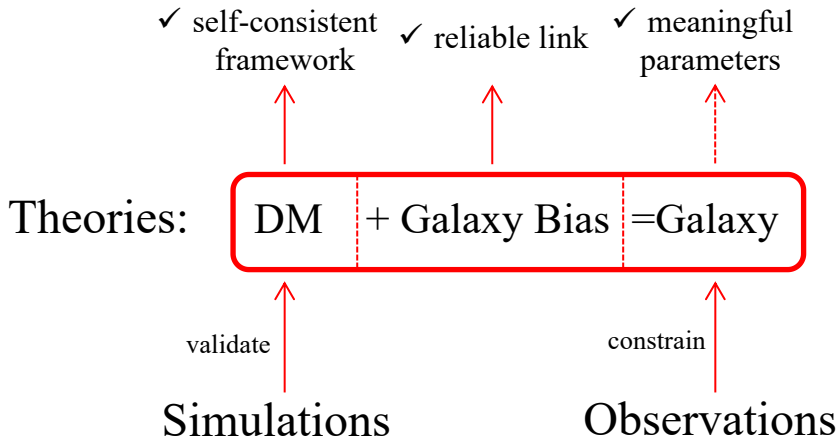 ✓ self-consistent
framework
✓ reliable link
✓ meaningful
parameters
Theories: DM + Galaxy Bias =Galaxy
validate
constrain
Simulations
Observations